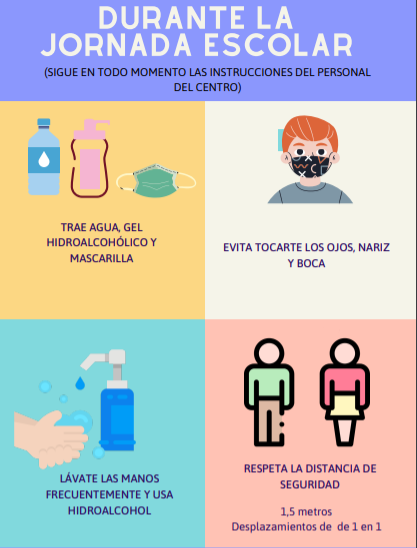 DURANTE LA
JORNADA ESCOLAR
(SIGUE EN TODO MOMENTO LAS INSTRUCCIONES DEL PERSONAL
DEL CENTRO)
TRAE AGUA, GEL
HIDROALCOHÓLICO Y
MASCARILLA
EVITA TOCARTE LOS OJOS, NARIZ
Y BOCA
LÁVATE LAS MANOS
FRECUENTEMENTE Y USA
HIDROALCOHOL
RESPETA LA DISTANCIA DE
SEGURIDAD
1,5 metros
Desplazamientos de de 1 en 1